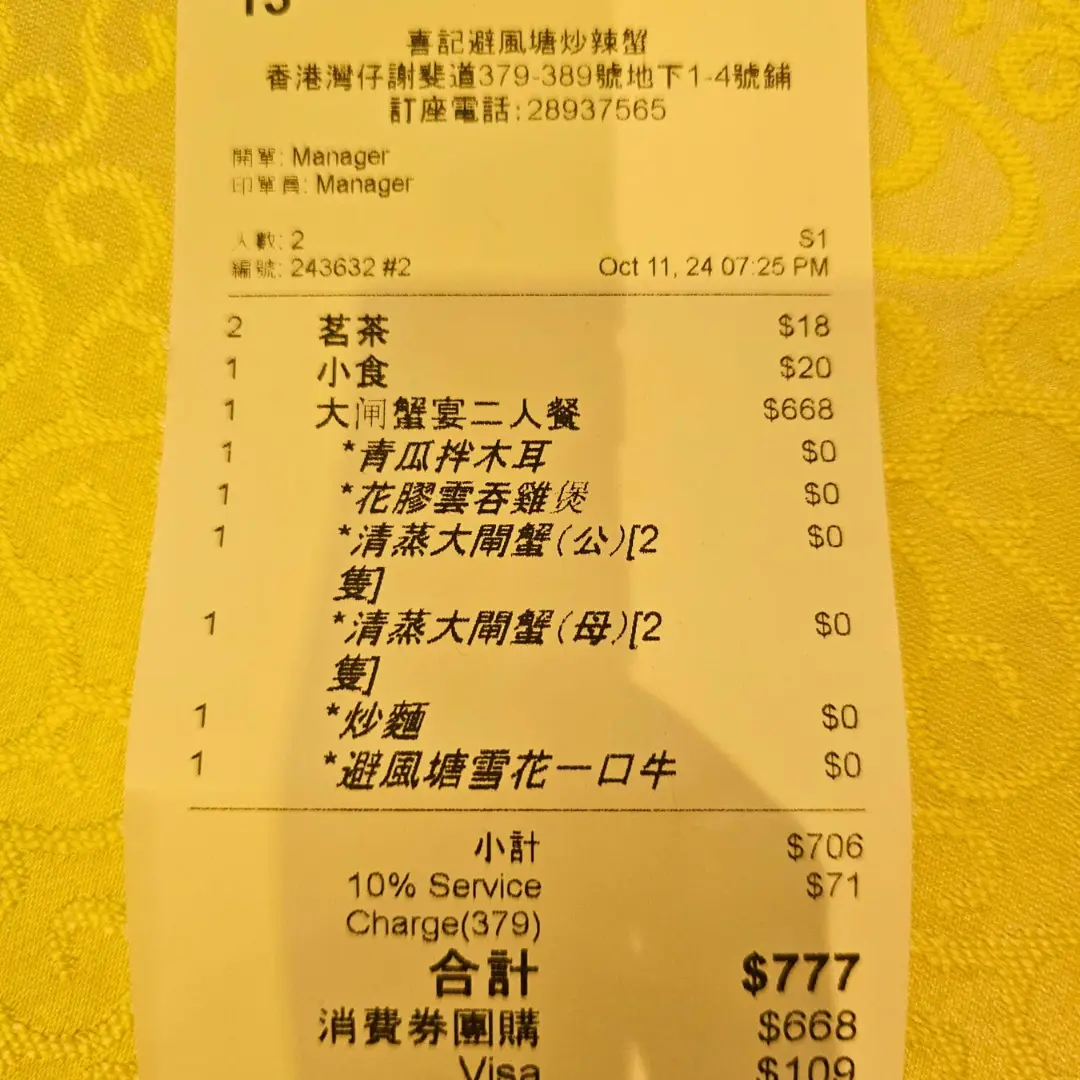 喜記避風塘炒辣蟹
香港灣仔謝斐道379-389號地下1-4號鋪
訂座電話:28937565
開單: Manager
印單員: Manager
人數: 2 S1
編號: 243632 #2 Oct 11, 24 07:25 PM
2 茗茶 $18
1 小食 $20
1 大闸蟹宴二人餐 $668
1 *青瓜拌木耳 $0
1 *花膠雲吞雞煲 $0
1 *清蒸大閘蟹(公)[2 $0
隻]
1 *清蒸大閘蟹(母)[2 $0
隻]
1 *炒麵 $0
1 *避風塘雪花一口牛 $0
小計 $706
10% Service $71
Charge(379)
合計 $777
消費券團購 $668
Visa $109